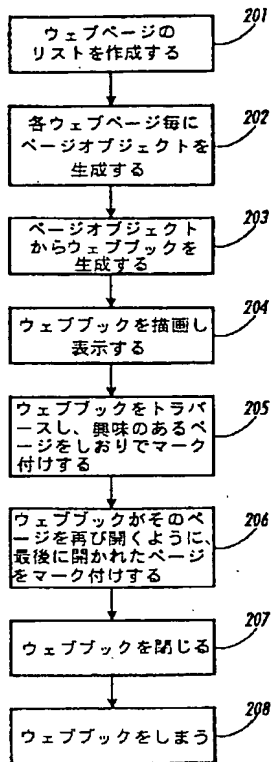 201
ウェブページの
リストを作成する
202
各ウェブページ毎に
ページオブジェクトを
生成する
203
ページオブジェクト
からウェブブックを
生成する
204
ウェブブックを描画し
表示する
205
ウェブブックをトラバ
ースし、興味のあるペ
ージをしおりでマーク
付けする
206
ウェブブックがそのペ
ージを再び開くように、
最後に開かれたページ
をマーク付けする
207
ウェブブックを閉じる
208
ウェブブックをしまう